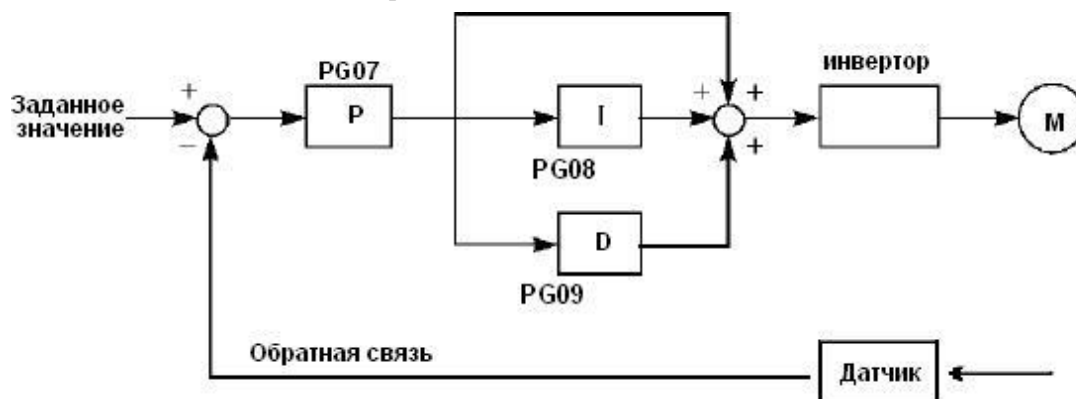 PG07
инвертор
+
Заданное
значение
−
P
I
+
+
M
PG08
+
D
PG09
Обратная связь
Датчик